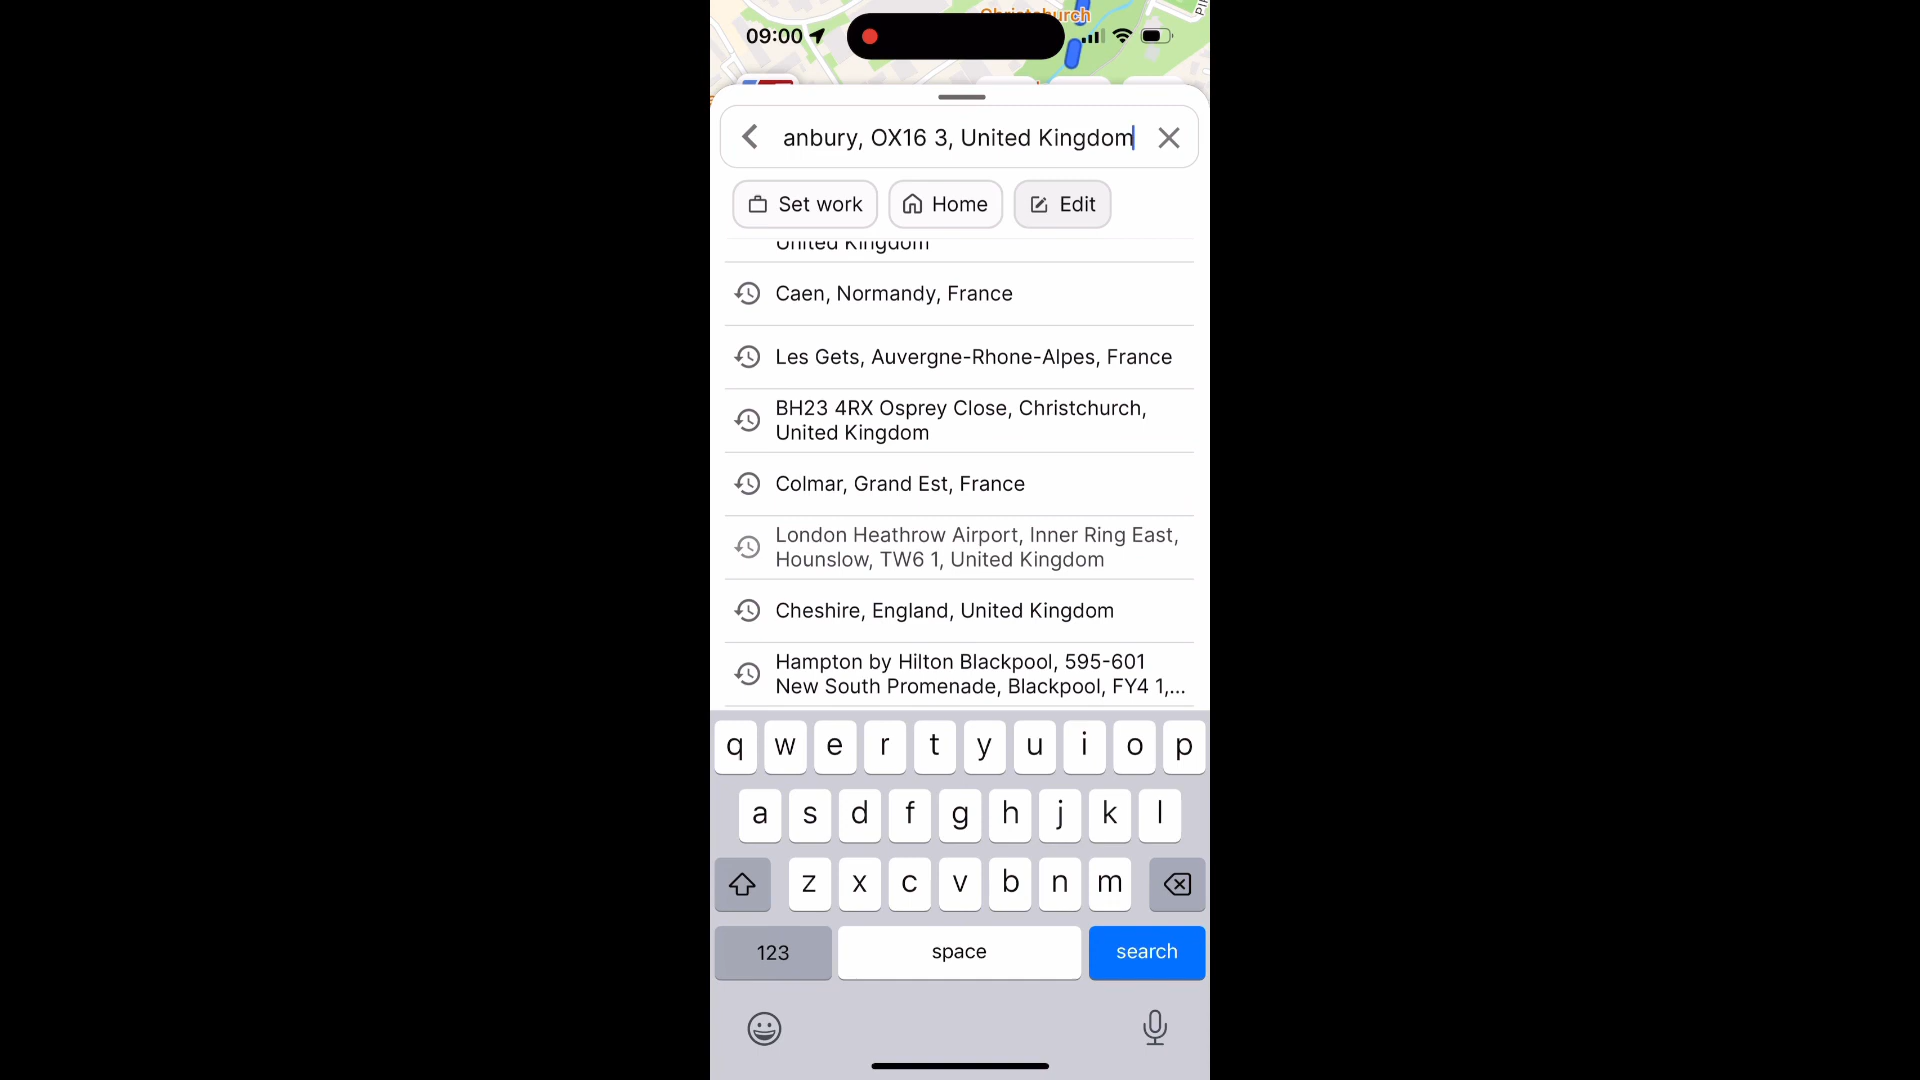 Christchurch
09:00
anbury, OX16 3, United Kingdom
Set work
Home
Edit
United Kingdom
Caen, Normandy, France
Les Gets, Auvergne-Rhone-Alpes, France
BH23 4RX Osprey Close, Christchurch,
United Kingdom
Colmar, Grand Est, France
London Heathrow Airport, Inner Ring East,
Hounslow, TW6 1, United Kingdom
Cheshire, England, United Kingdom
Hampton by Hilton Blackpool, 595-601
New South Promenade, Blackpool, FY4 1,...
q w e r t y u i o p
a s d f g h j k l
z x c v b n m
123 space search